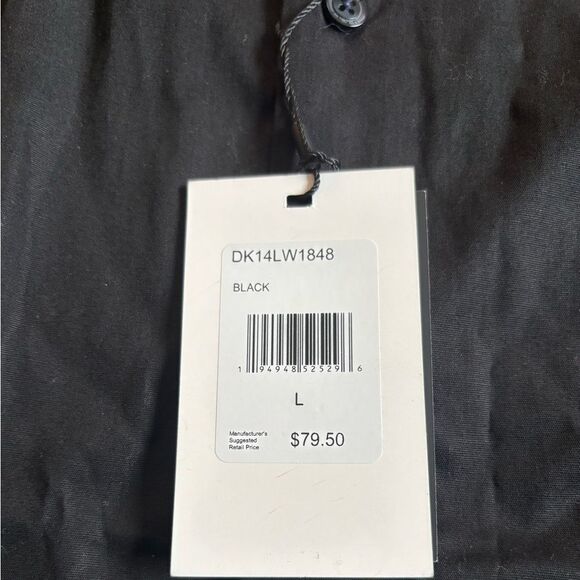 DK14LW1848
BLACK
1 94948 52529 6
L
Manufacturer's
Suggested
Retail Price
$79.50